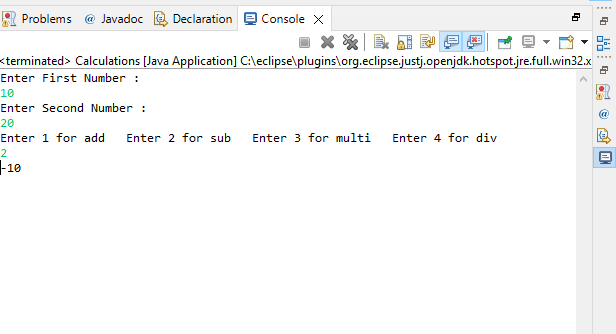 Problems @ Javadoc Declaration Console
<terminated> Calculations [Java Application] C:\eclipse\plugins\org.eclipse.justj.openjdk.hotspot.jre.full.win32.x
Enter First Number :
10
Enter Second Number :
20
Enter 1 for add   Enter 2 for sub   Enter 3 for multi   Enter 4 for div
2
-10